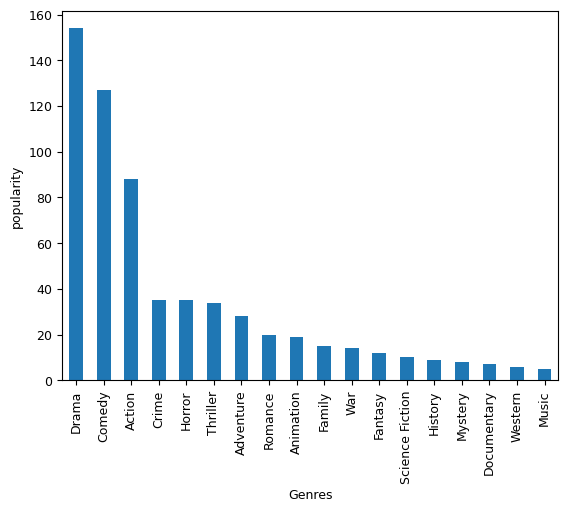 160
140
120
100
80
60
40
20
0
popularity
Drama
Comedy
Action
Crime
Horror
Thriller
Adventure
Romance
Animation
Family
War
Fantasy
Science Fiction
History
Mystery
Documentary
Western
Music
Genres